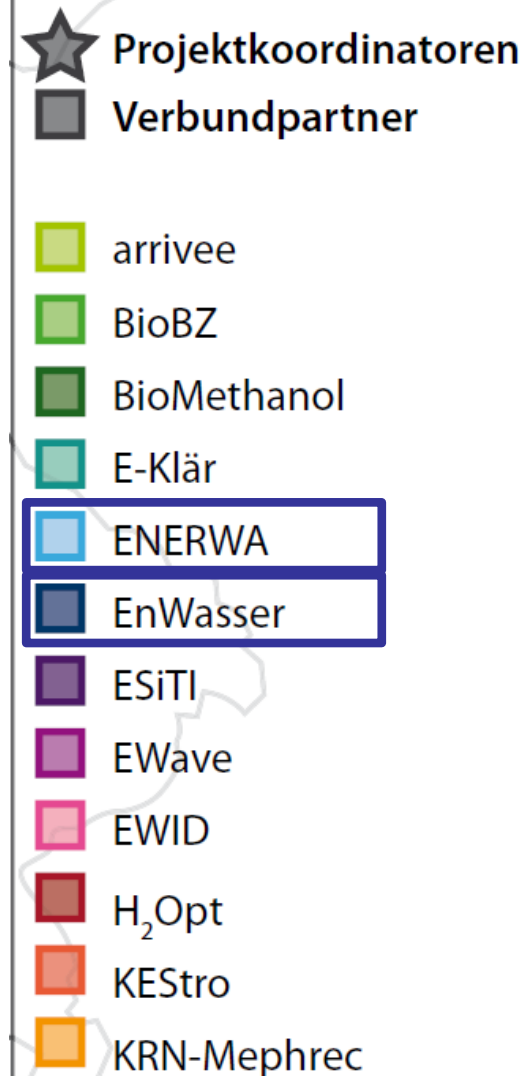 Projektkoordinatoren
Verbundpartner
arrivee
BioBZ
BioMethanol
E-Klär
ENERWA
EnWasser
ESiTI
EWave
EWID
H₂Opt
KEStro
KRN-Mephrec